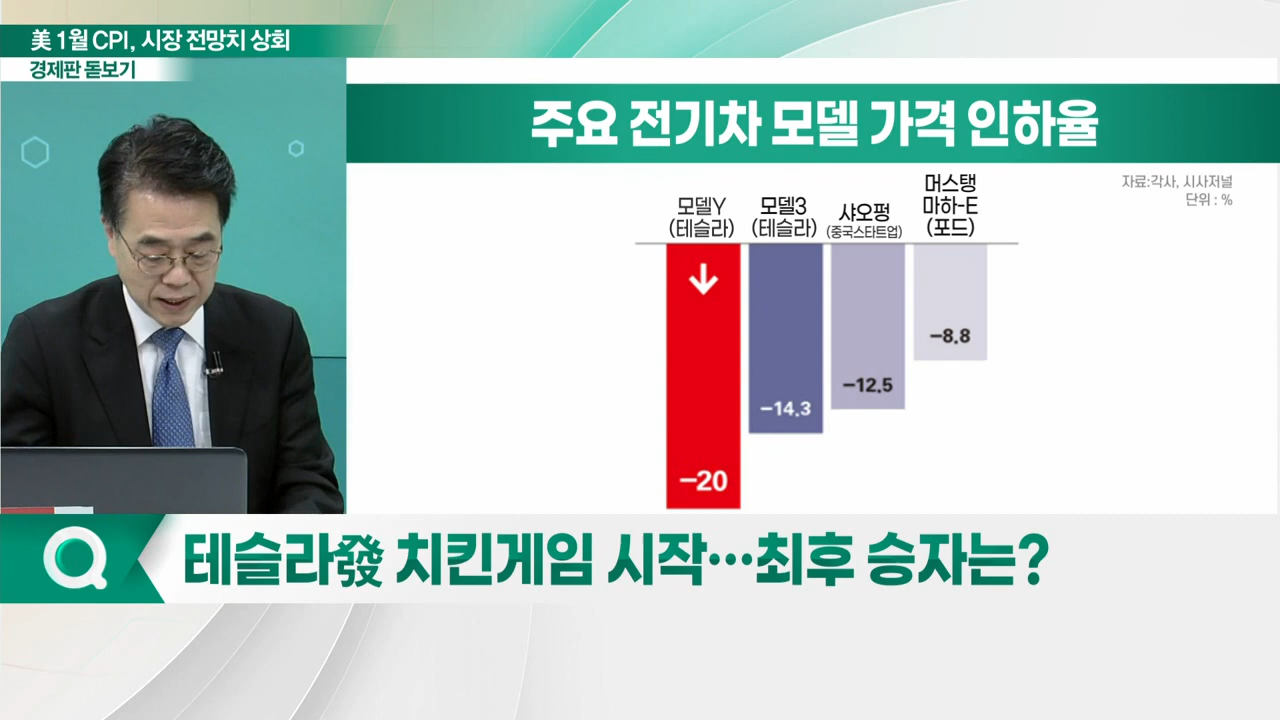 美 1월 CPI, 시장 전망치 상회
경제판 돋보기
주요 전기차 모델 가격 인하율
자료:각사, 시사저널
단위 : %
모델Y
(테슬라)
모델3
(테슬라)
샤오펑
(중국스타트업)
머스탱
마하-E
(포드)
-20
-14.3
-12.5
-8.8
테슬라發 치킨게임 시작…최후 승자는?